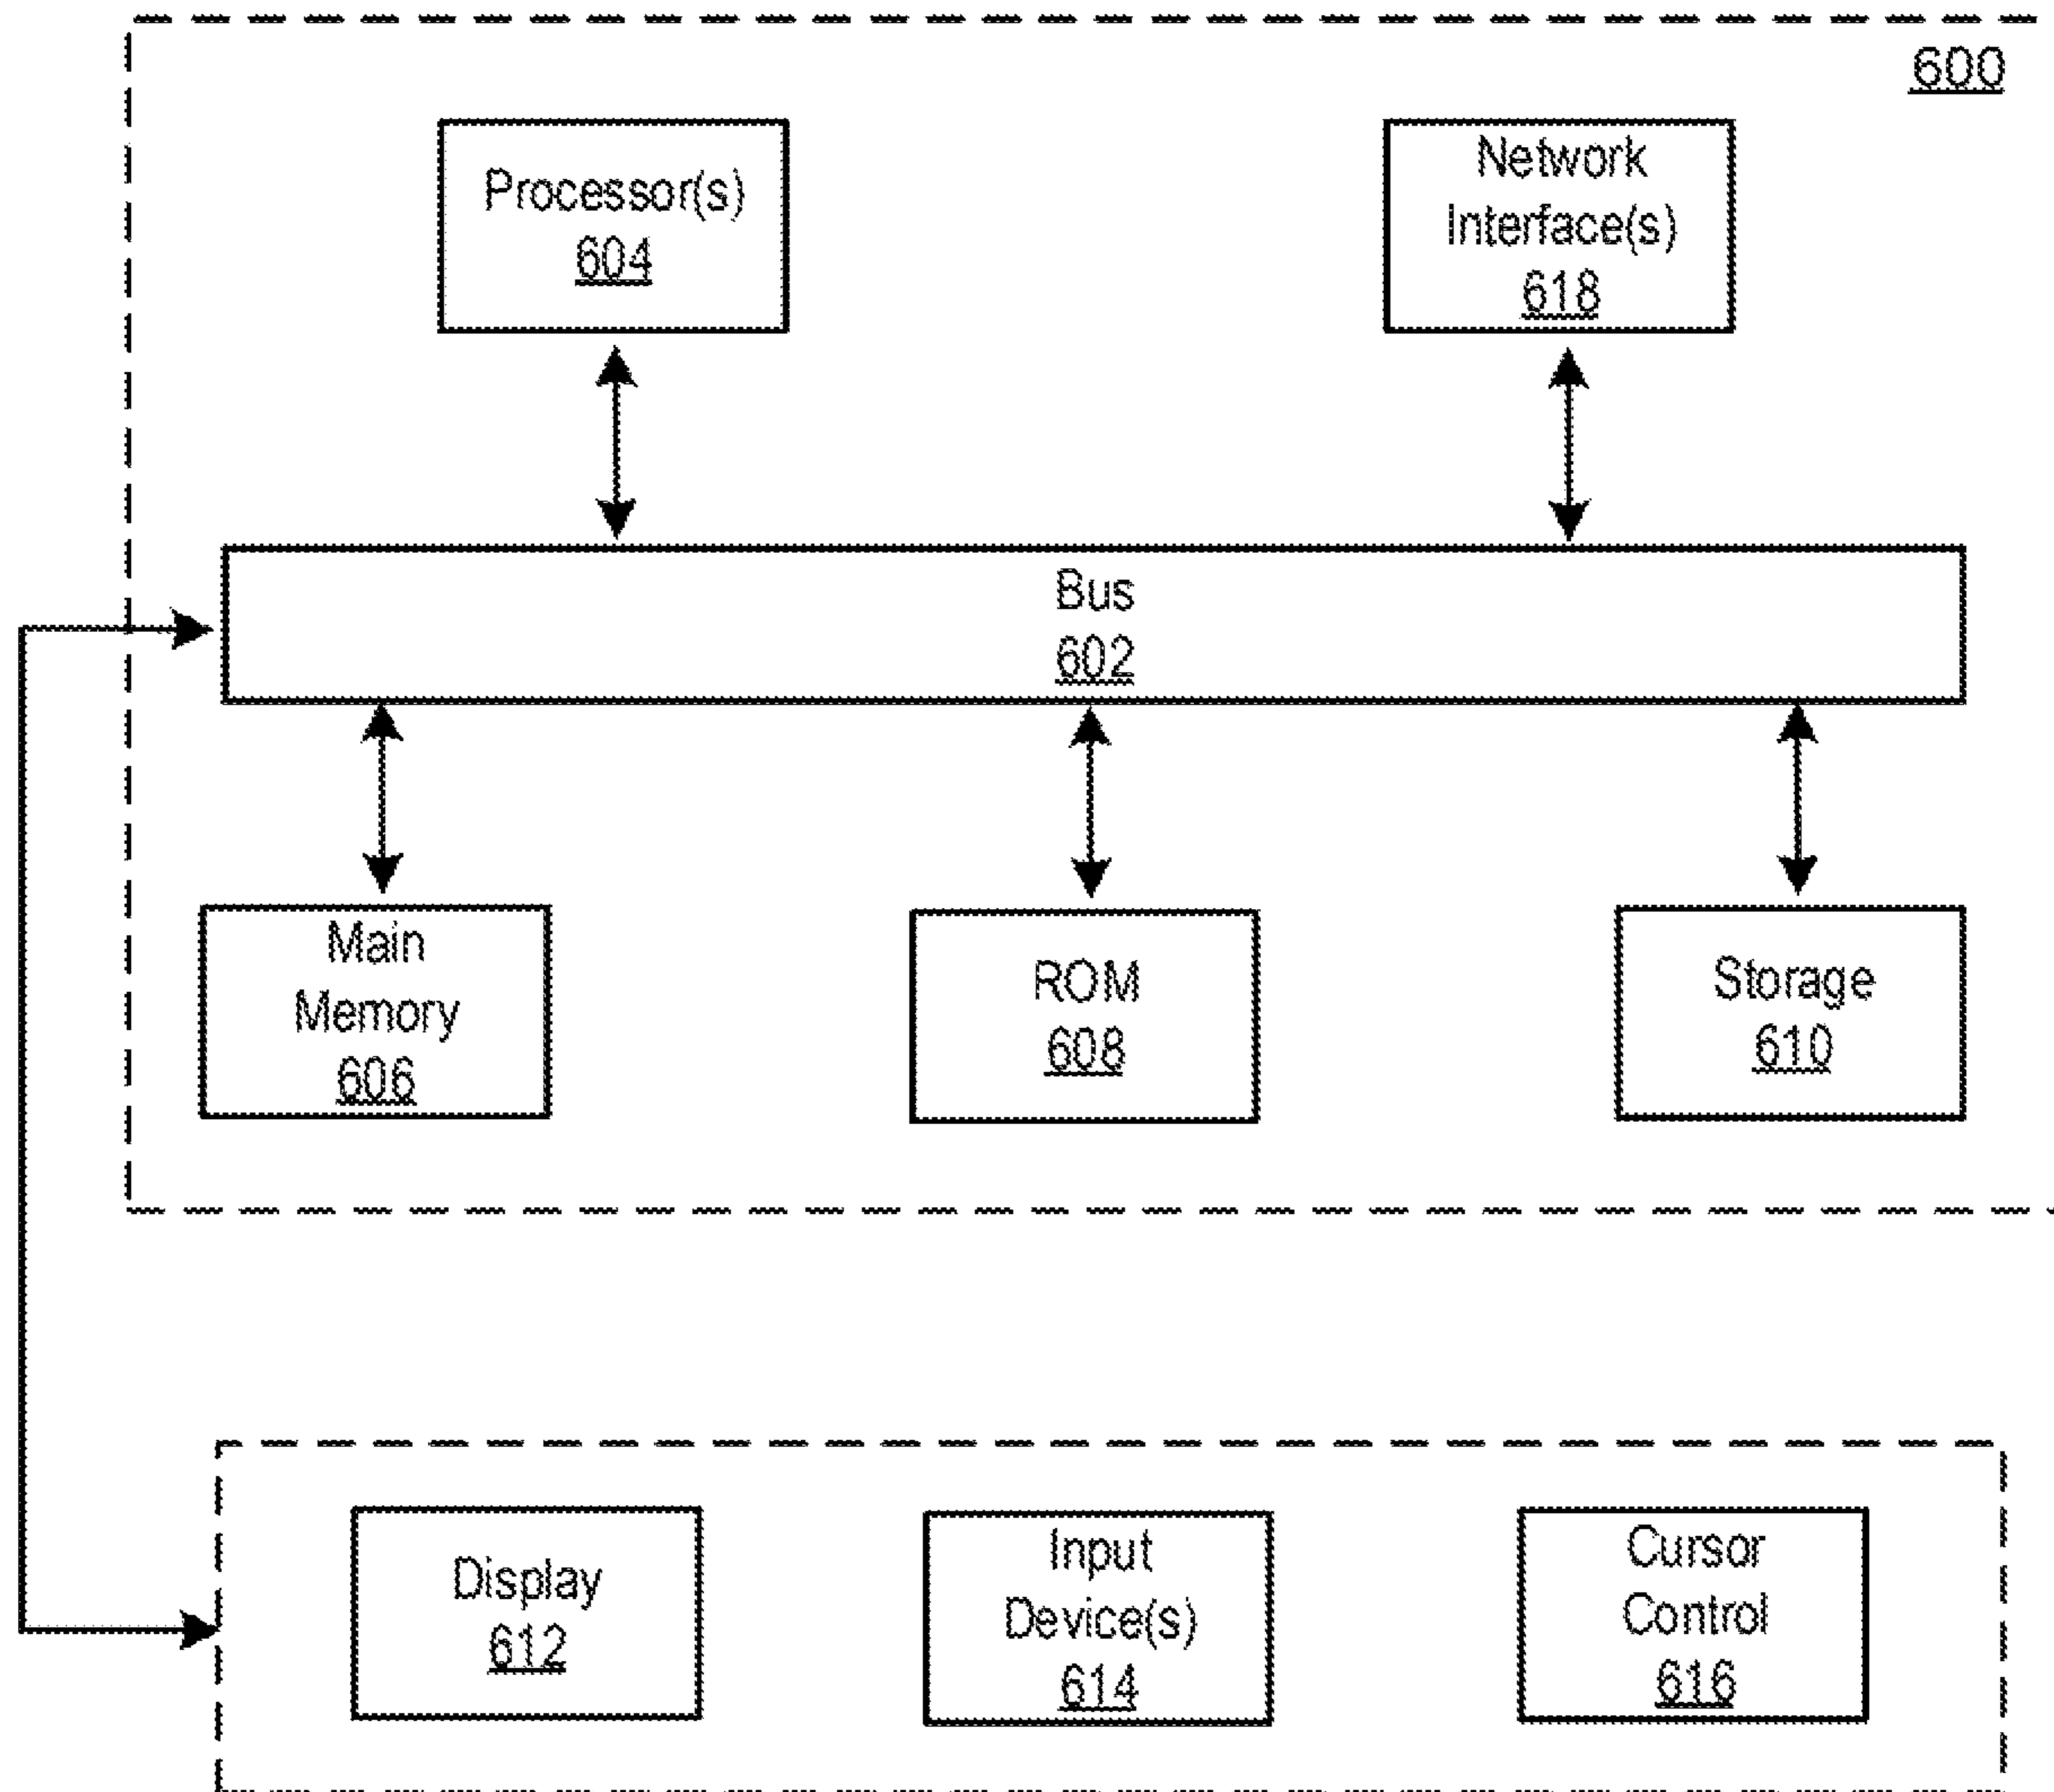 600
Processor(s)
604
Network
Interface(s)
618
Bus
602
Main
Memory
606
ROM
608
Storage
610
Display
612
Input
Device(s)
614
Cursor
Control
616